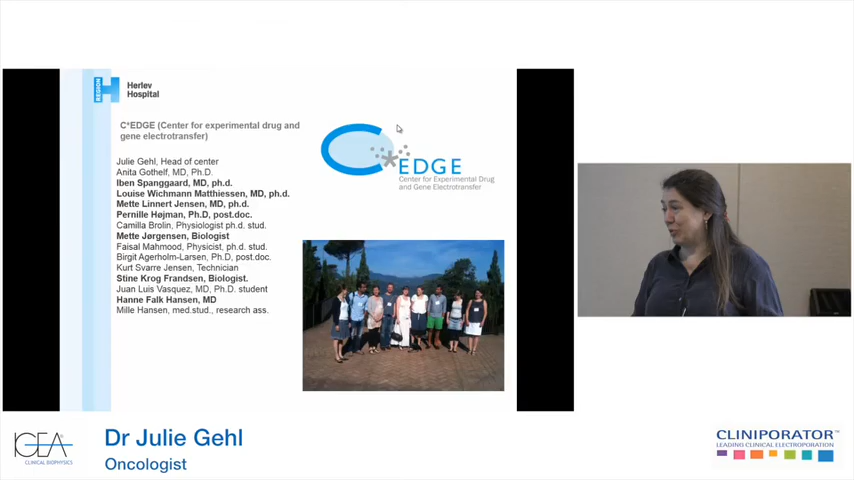 REGION
H
Herlev
Hospital
C*EDGE (Center for experimental drug and
gene electrotransfer)
Julie Gehl, Head of center
Anita Gothelf, MD, Ph.D.
Iben Spanggaard, MD, ph.d.
Louise Wichmann Matthiessen, MD, ph.d.
Mette Linnert Jensen, MD, ph.d.
Pernille Højman, Ph.D, post.doc.
Camilla Brolin, Physiologist ph.d. stud.
Mette Jørgensen, Biologist
Faisal Mahmood, Physicist, ph.d. stud.
Birgit Agerholm-Larsen, Ph.D, post.doc.
Kurt Svarre Jensen, Technician
Stine Krog Frandsen, Biologist.
Juan Luis Vasquez, MD, Ph.D. student
Hanne Falk Hansen, MD
Mille Hansen, med.stud., research ass.
C*EDGE
Center for Experimental Drug
and Gene Electrotransfer
IGEA®
CLINICAL BIOPHYSICS
Dr Julie Gehl
Oncologist
CLINIPORATOR™
LEADING CLINICAL ELECTROPORATION